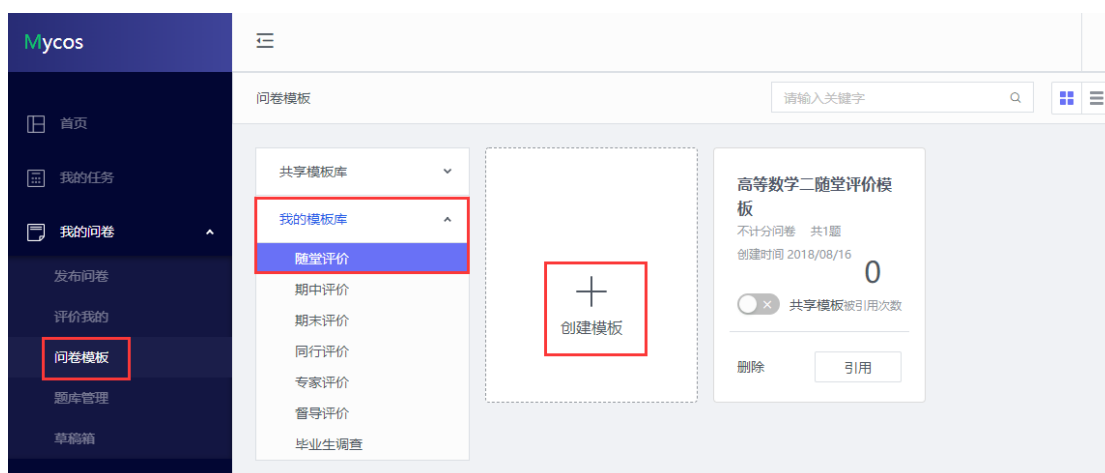 Mycos
首页
我的任务
我的问卷
发布问卷
评价我的
问卷模板
题库管理
草稿箱
问卷模板
请输入关键字
共享模板库
我的模板库
随堂评价
期中评价
期末评价
同行评价
专家评价
督导评价
毕业生调查
创建模板
高等数学二随堂评价模
板
不计分问卷 共1题
创建时间 2018/08/16
0
共享模板被引用次数
删除 引用